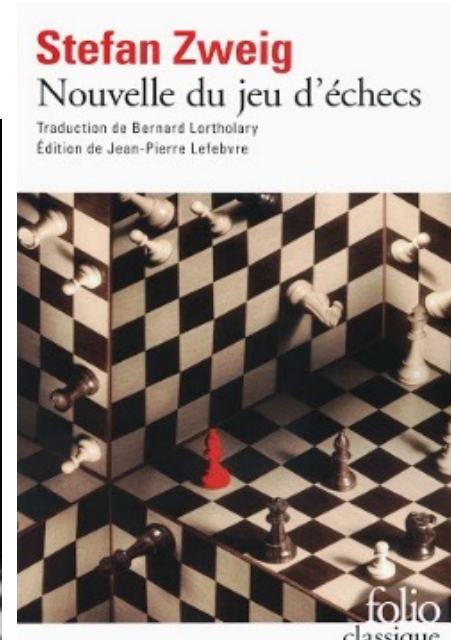 Stefan Zweig
Nouvelle du jeu d'échecs
Traduction de Bernard Lortholary
Édition de Jean-Pierre Lefebvre
folio
classique